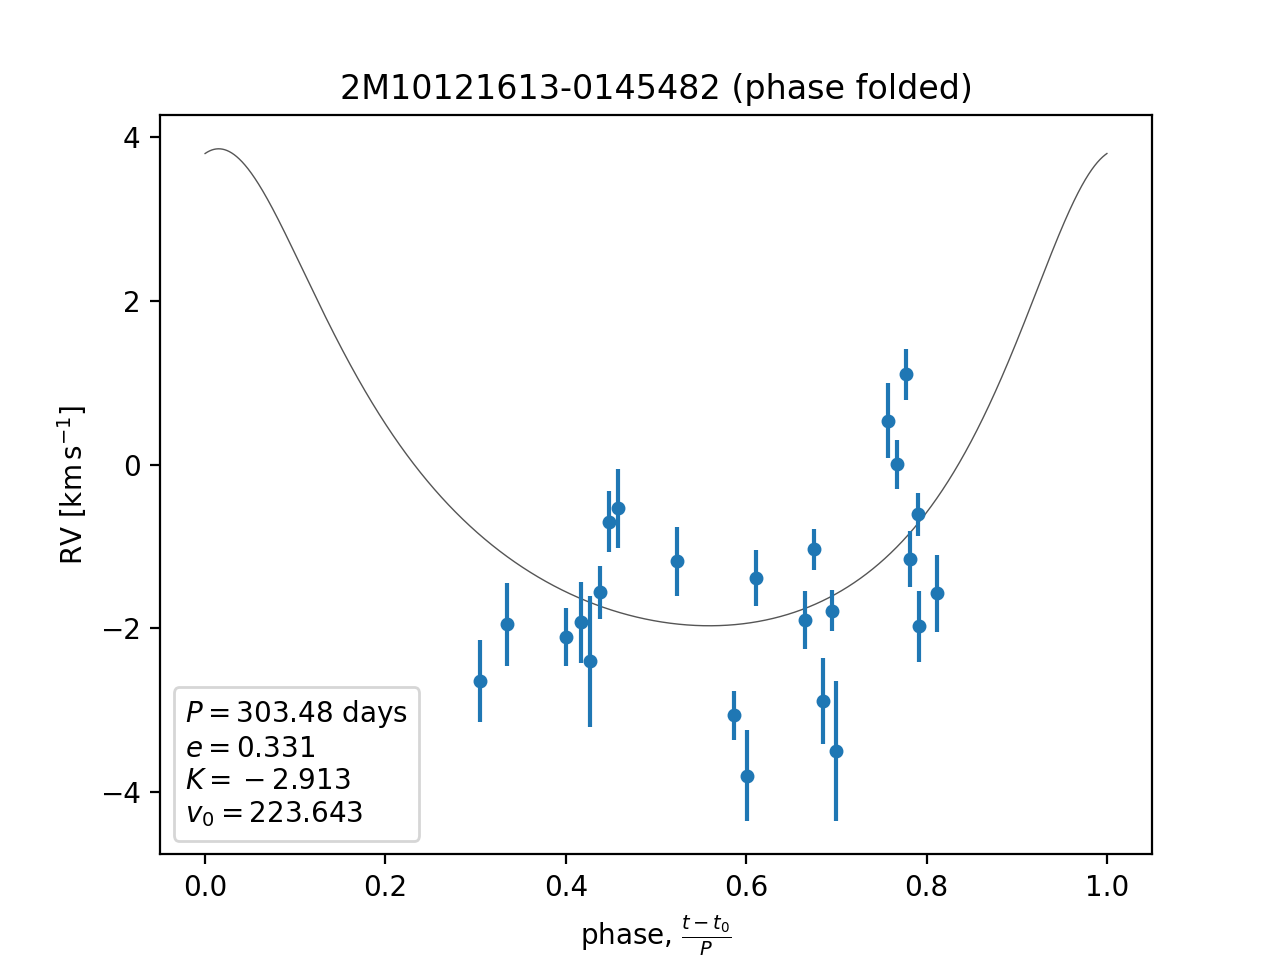 2M10121613-0145482 (phase folded)
4
2
0
−2
−4
RV [km s⁻¹]
P = 303.48 days
e = 0.331
K = −2.913
v₀ = 223.643
0.0 0.2 0.4 0.6 0.8 1.0
phase, (t − t₀)/P